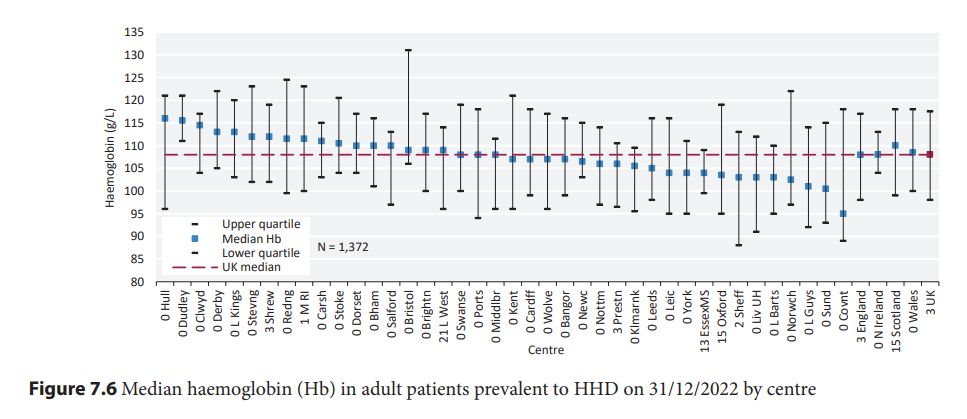 135
130
125
120
115
110
105
100
95
90
85
80
Haemoglobin (g/L)
Upper quartile
Median Hb
Lower quartile
UK median
N = 1,372
0 Hull
0 Dudley
0 Clwyd
0 Derby
0 L Kings
0 Stevng
3 Shrew
0 Redng
1 M RI
0 Carsh
0 Stoke
0 Dorset
0 Bham
0 Salford
0 Bristol
0 Brightn
21 L West
0 Swanse
0 Ports
0 Middlbr
0 Kent
0 Cardff
0 Wolve
0 Bangor
0 Newc
0 Nottm
3 Prestn
0 Klmarnk
0 Leeds
0 Leic
0 York
13 EssexMS
15 Oxford
2 Sheff
0 Liv UH
0 L Barts
0 Norwch
0 L Guys
0 Sund
0 Covnt
3 England
0 N Ireland
15 Scotland
0 Wales
3 UK
Centre
Figure 7.6 Median haemoglobin (Hb) in adult patients prevalent to HHD on 31/12/2022 by centre